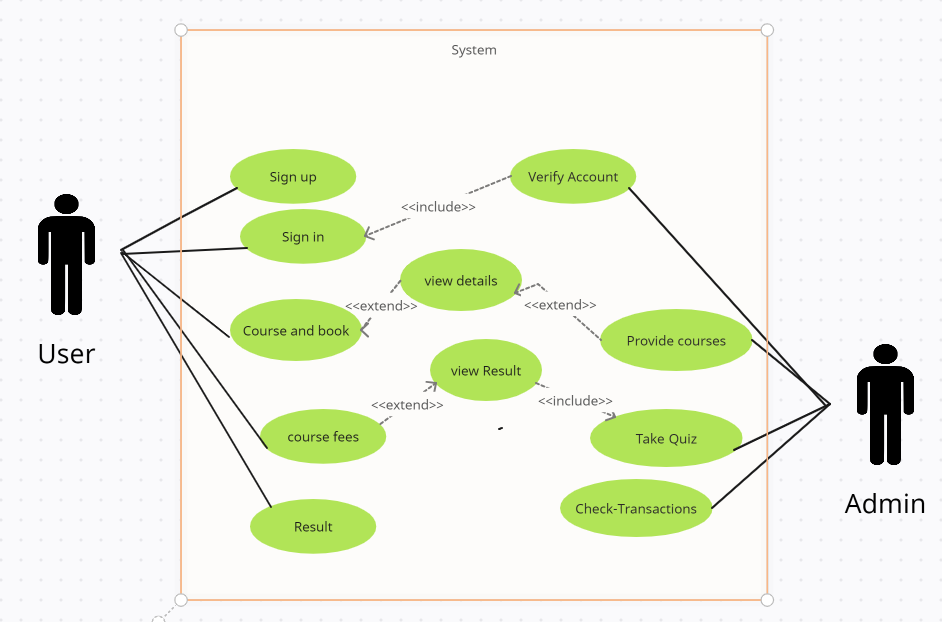 System
Sign up
Verify Account
<<include>>
Sign in
view details
<<extend>>
<<extend>>
Course and book
Provide courses
User
view Result
<<extend>>
<<include>>
course fees
Take Quiz
Check-Transactions
Admin
Result